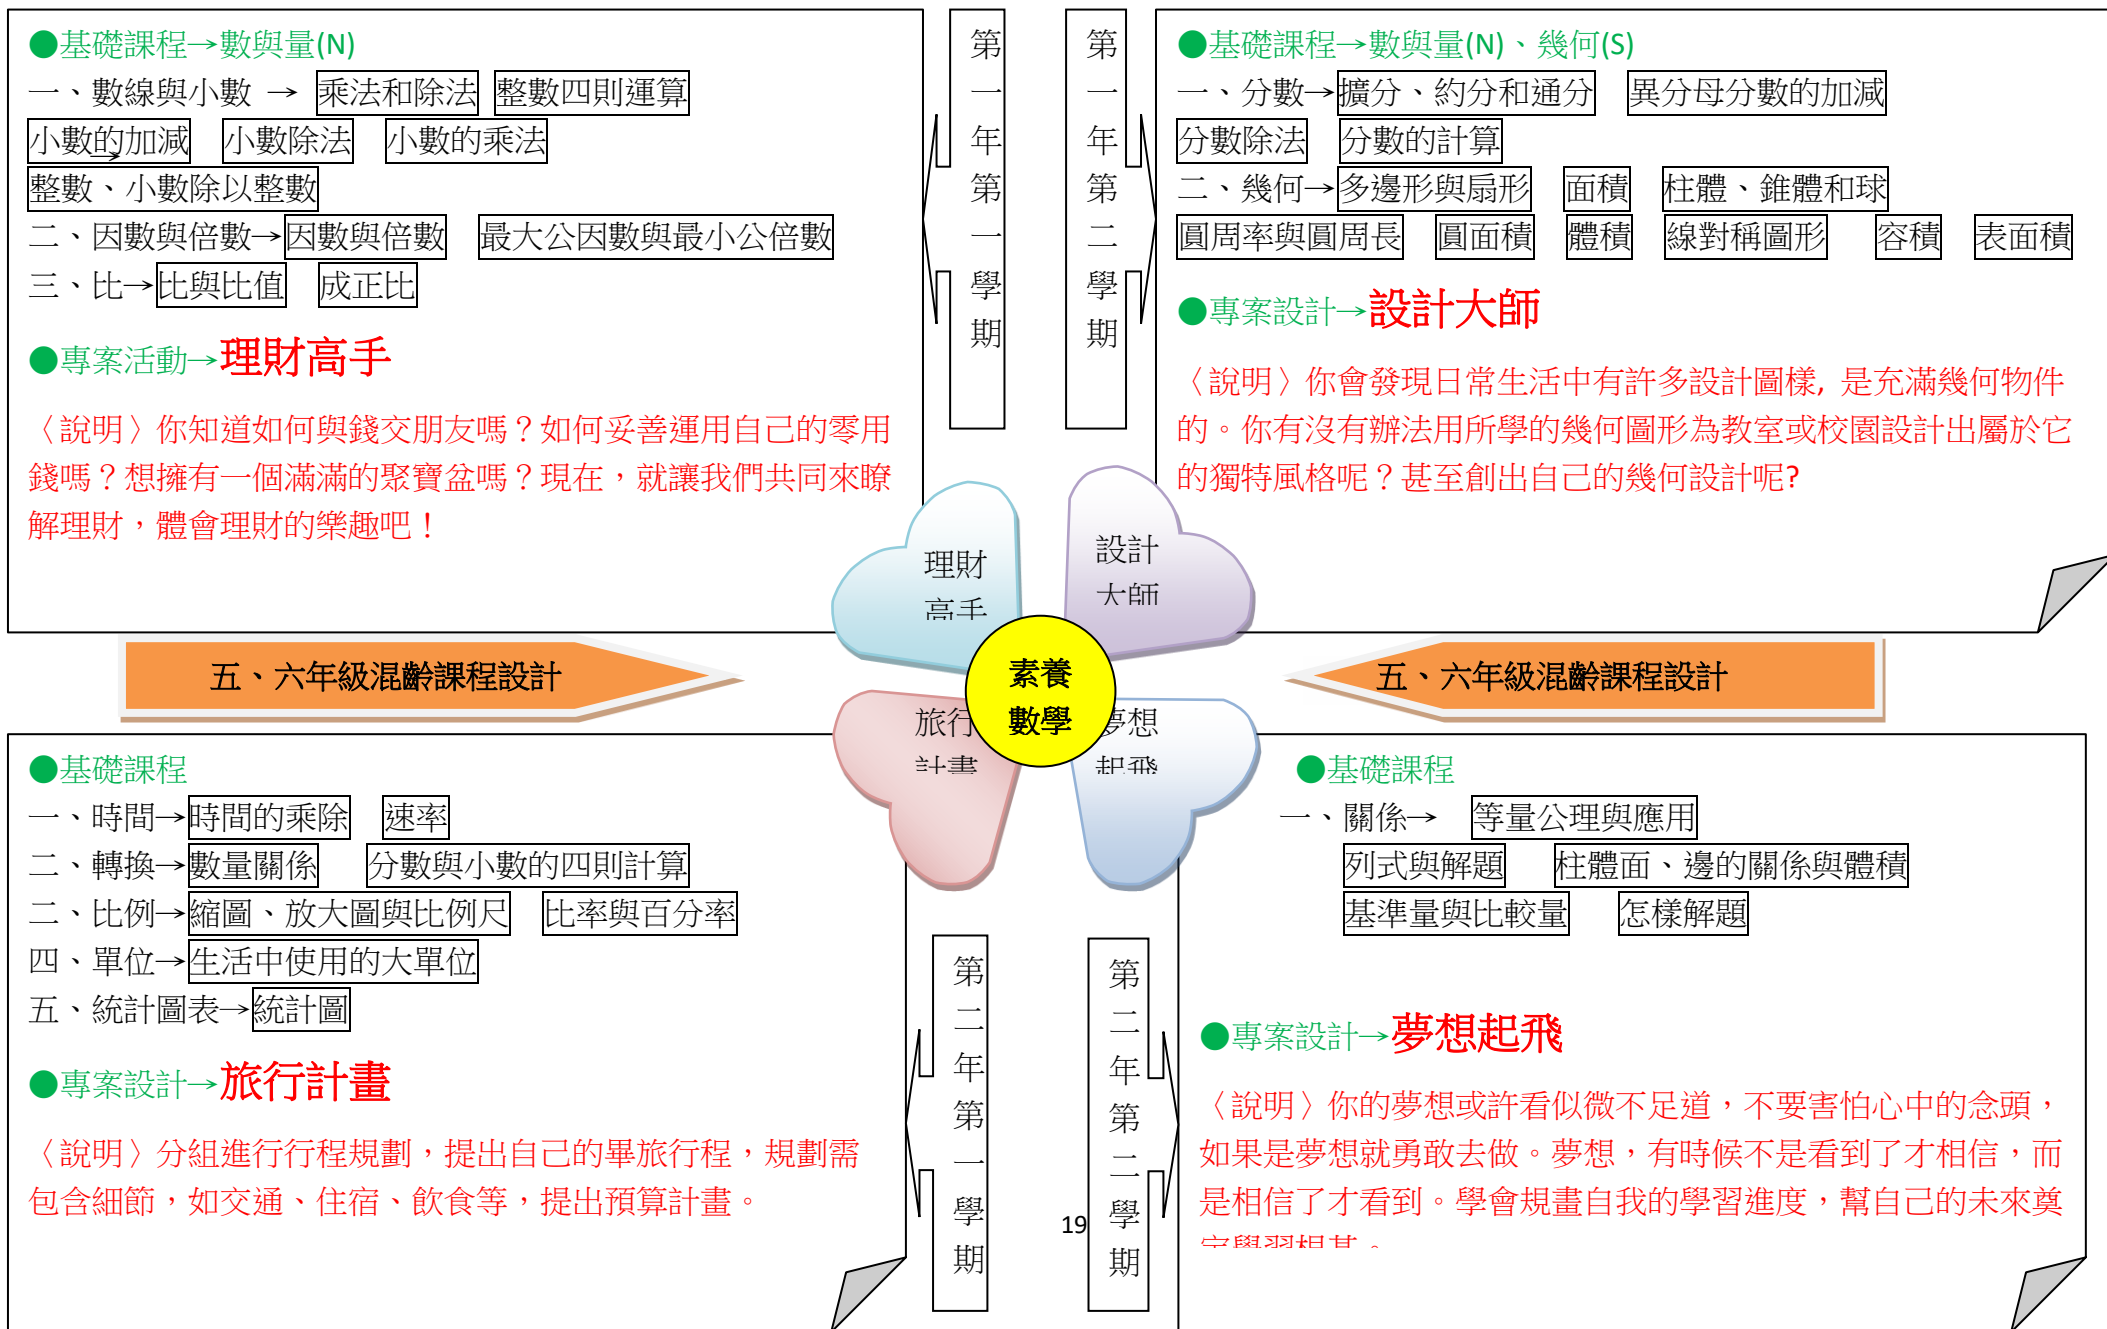 ●基礎課程→數與量(N)
一、數線與小數 → 乘法和除法 整數四則運算
小數的加減 小數除法 小數的乘法
→
整數、小數除以整數
二、因數與倍數→因數與倍數 最大公因數與最小公倍數
三、比→比與比值 成正比
●專案活動→理財高手
〈說明〉你知道如何與錢交朋友嗎？如何妥善運用自己的零用
錢嗎？想擁有一個滿滿的聚寶盆嗎？現在，就讓我們共同來瞭
解理財，體會理財的樂趣吧！
第一年第一學期
第一年第二學期
●基礎課程→數與量(N)、幾何(S)
一、分數→擴分、約分和通分 異分母分數的加減
分數除法 分數的計算
二、幾何→多邊形與扇形 面積 柱體、錐體和球
圓周率與圓周長 圓面積 體積 線對稱圖形 容積 表面積
●專案設計→設計大師
〈說明〉你會發現日常生活中有許多設計圖樣, 是充滿幾何物件
的。你有沒有辦法用所學的幾何圖形為教室或校園設計出屬於它
的獨特風格呢？甚至創出自己的幾何設計呢?
理財
高手
設計
大師
五、六年級混齡課程設計
素養
數學
五、六年級混齡課程設計
旅行
計畫
夢想
起飛
●基礎課程
一、時間→時間的乘除 速率
二、轉換→數量關係 分數與小數的四則計算
二、比例→縮圖、放大圖與比例尺 比率與百分率
四、單位→生活中使用的大單位
五、統計圖表→統計圖
●專案設計→旅行計畫
〈說明〉分組進行行程規劃，提出自己的畢旅行程，規劃需
包含細節，如交通、住宿、飲食等，提出預算計畫。
第二年第一學期
第二年第二學期
●基礎課程
一、關係→ 等量公理與應用
列式與解題 柱體面、邊的關係與體積
基準量與比較量 怎樣解題
●專案設計→夢想起飛
〈說明〉你的夢想或許看似微不足道，不要害怕心中的念頭，
如果是夢想就勇敢去做。夢想，有時候不是看到了才相信，而
是相信了才看到。學會規畫自我的學習進度，幫自己的未來奠
定學習根基。
19